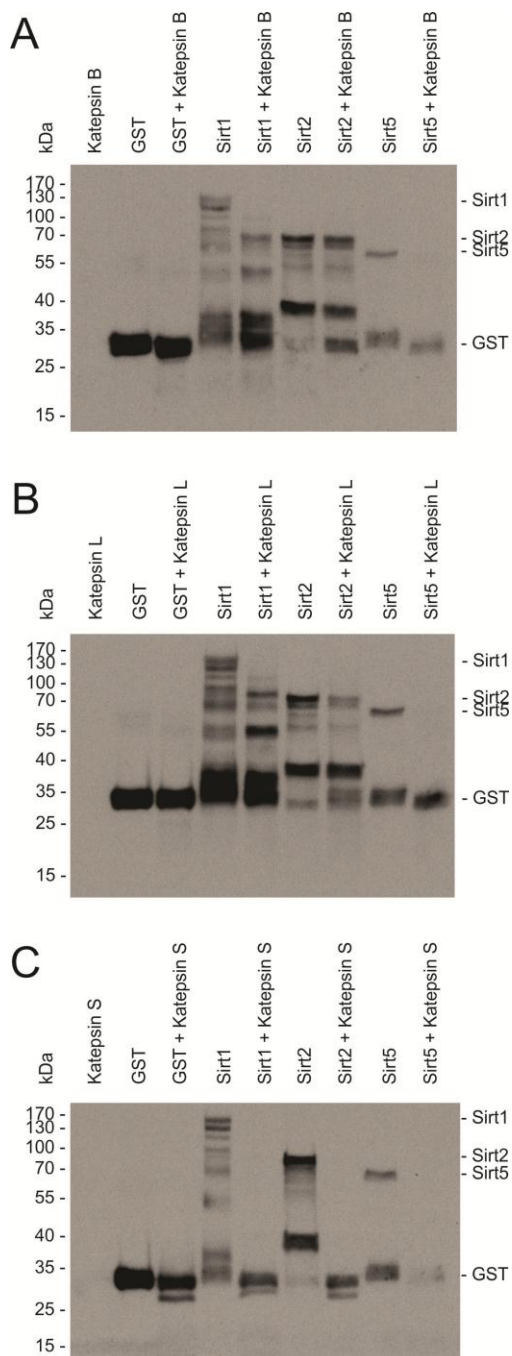 A
kDa
Katepsin B
GST
GST + Katepsin B
Sirt1
Sirt1 + Katepsin B
Sirt2
Sirt2 + Katepsin B
Sirt5
Sirt5 + Katepsin B
170 -
130 -
100 -
70 -
55 -
40 -
35 -
25 -
15 -
- Sirt1
- Sirt2
- Sirt5
- GST
B
kDa
Katepsin L
GST
GST + Katepsin L
Sirt1
Sirt1 + Katepsin L
Sirt2
Sirt2 + Katepsin L
Sirt5
Sirt5 + Katepsin L
170 -
130 -
100 -
70 -
55 -
40 -
35 -
25 -
15 -
- Sirt1
- Sirt2
- Sirt5
- GST
C
kDa
Katepsin S
GST
GST + Katepsin S
Sirt1
Sirt1 + Katepsin S
Sirt2
Sirt2 + Katepsin S
Sirt5
Sirt5 + Katepsin S
170 -
130 -
100 -
70 -
55 -
40 -
35 -
25 -
15 -
- Sirt1
- Sirt2
- Sirt5
- GST